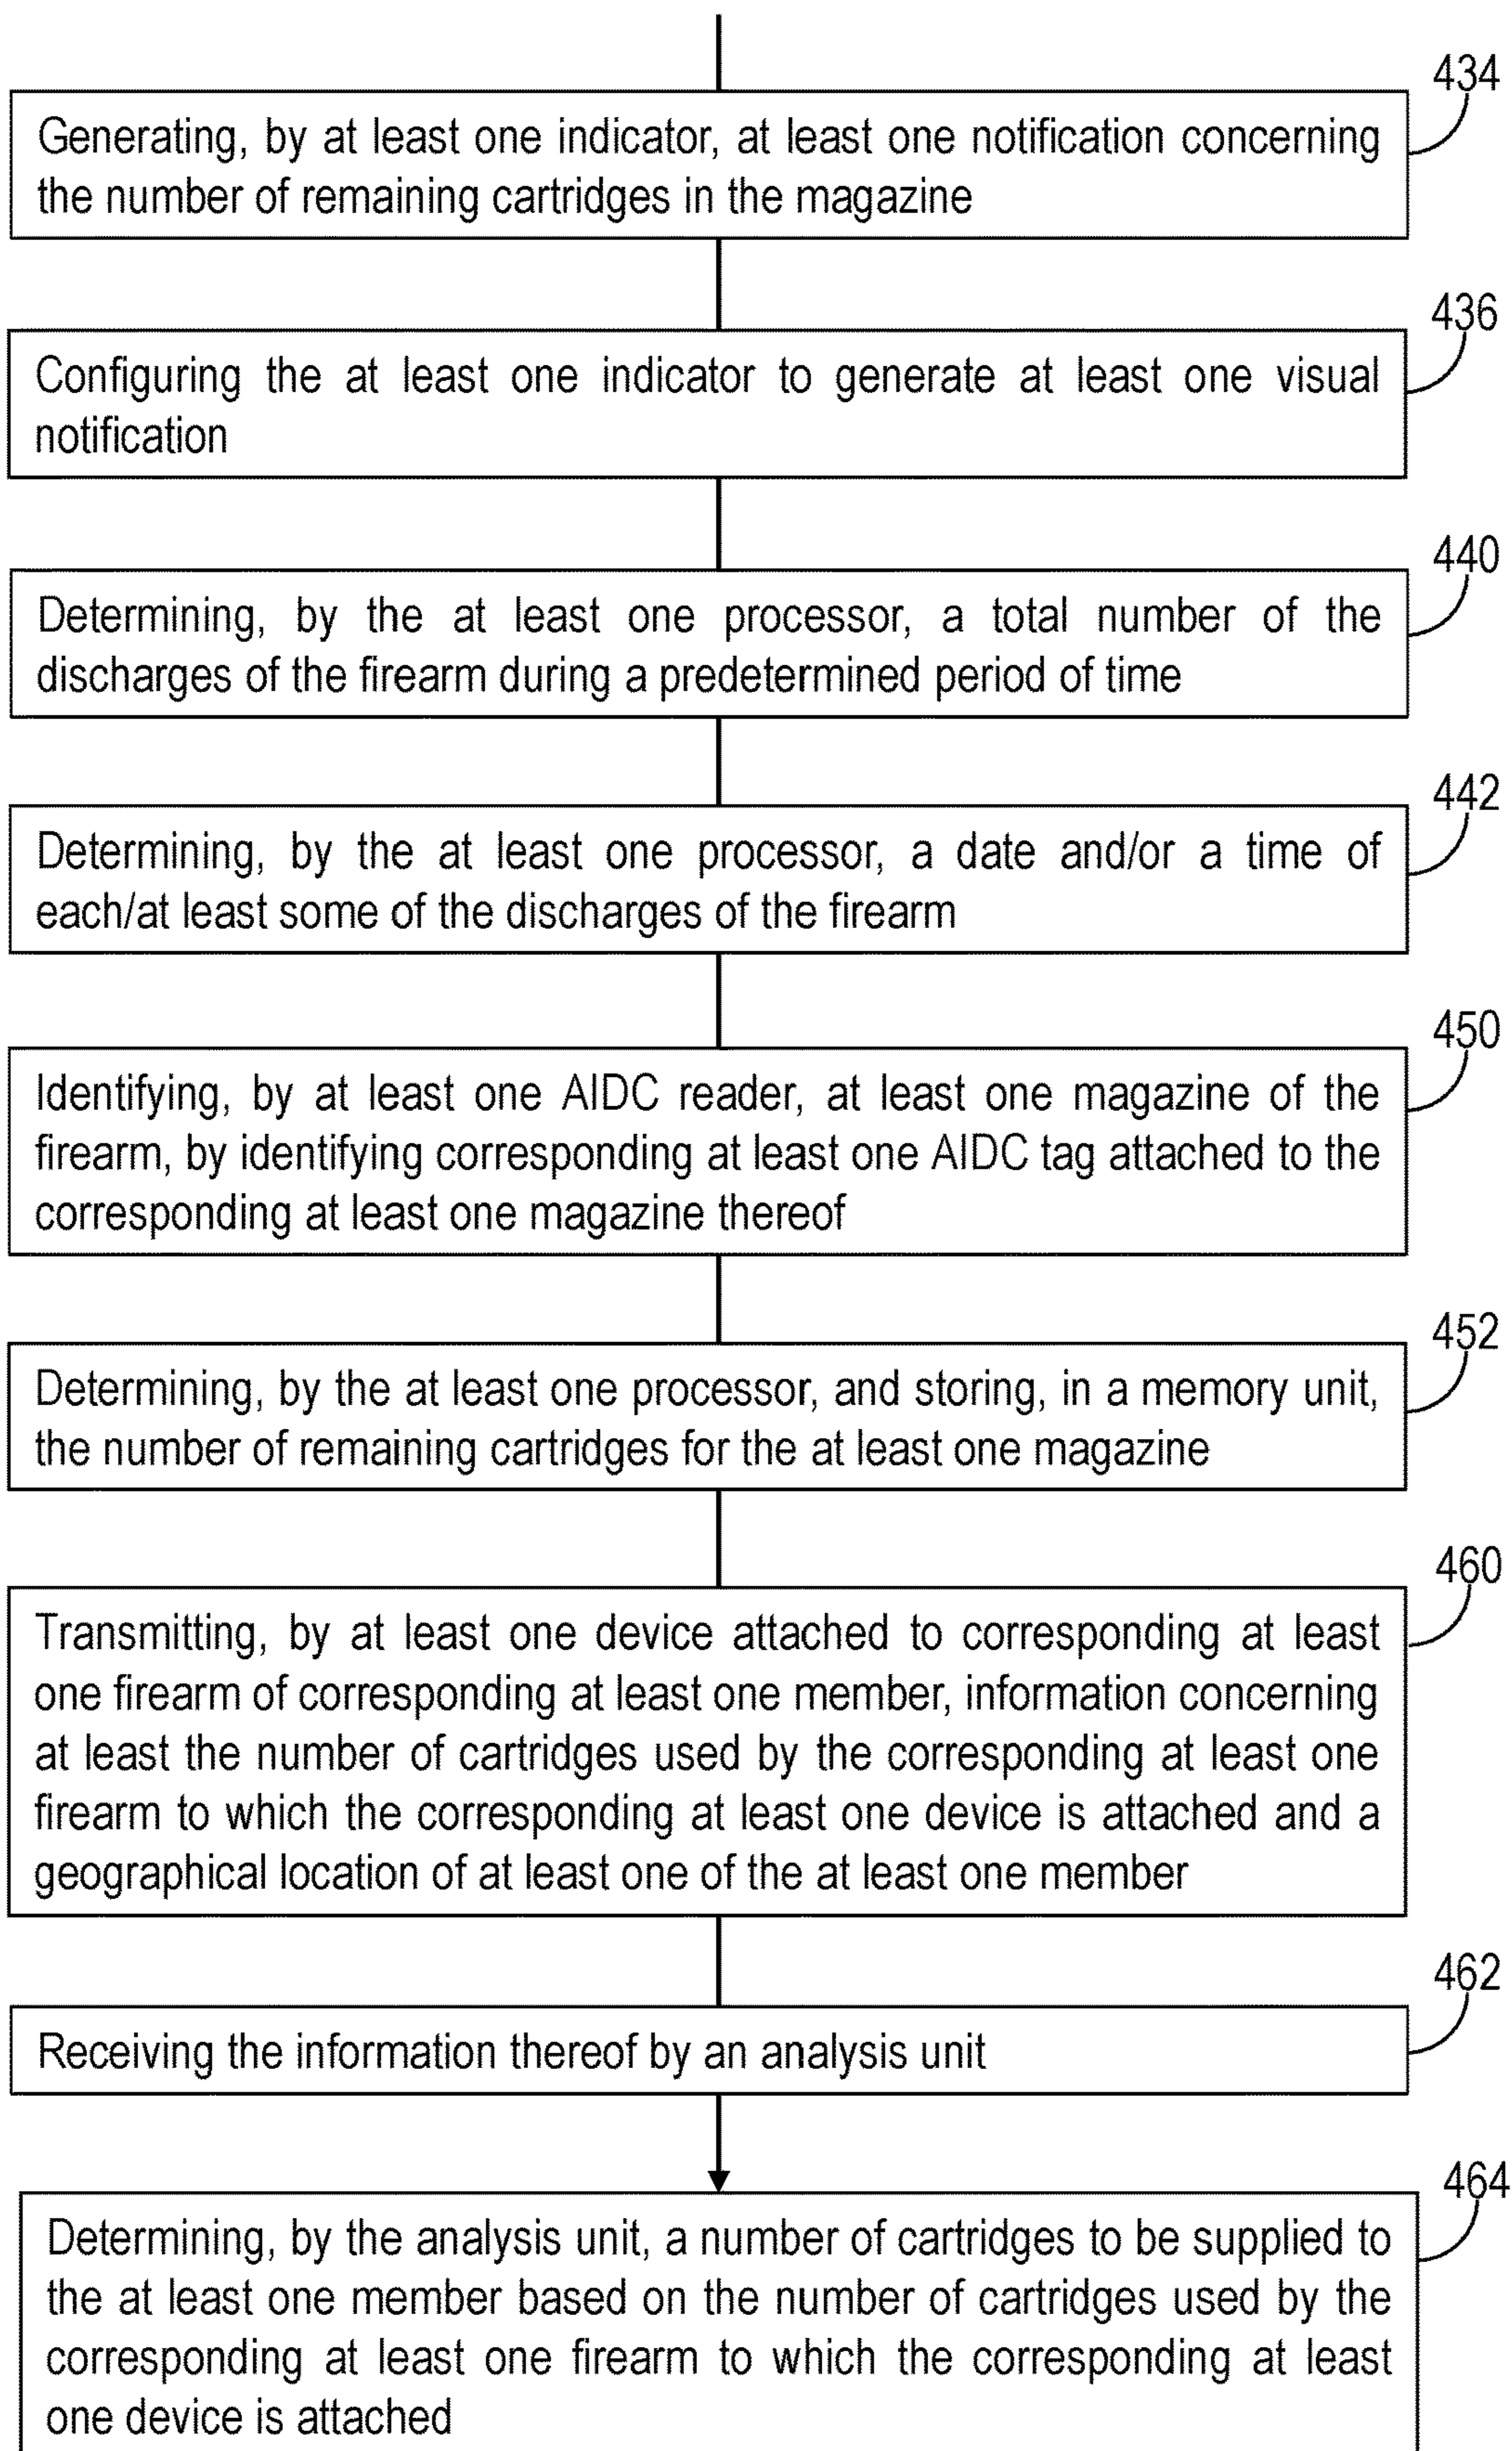 434
Generating, by at least one indicator, at least one notification concerning
the number of remaining cartridges in the magazine
436
Configuring the at least one indicator to generate at least one visual
notification
440
Determining, by the at least one processor, a total number of the
discharges of the firearm during a predetermined period of time
442
Determining, by the at least one processor, a date and/or a time of
each/at least some of the discharges of the firearm
450
Identifying, by at least one AIDC reader, at least one magazine of the
firearm, by identifying corresponding at least one AIDC tag attached to the
corresponding at least one magazine thereof
452
Determining, by the at least one processor, and storing, in a memory unit,
the number of remaining cartridges for the at least one magazine
460
Transmitting, by at least one device attached to corresponding at least
one firearm of corresponding at least one member, information concerning
at least the number of cartridges used by the corresponding at least one
firearm to which the corresponding at least one device is attached and a
geographical location of at least one of the at least one member
462
Receiving the information thereof by an analysis unit
464
Determining, by the analysis unit, a number of cartridges to be supplied to
the at least one member based on the number of cartridges used by the
corresponding at least one firearm to which the corresponding at least
one device is attached